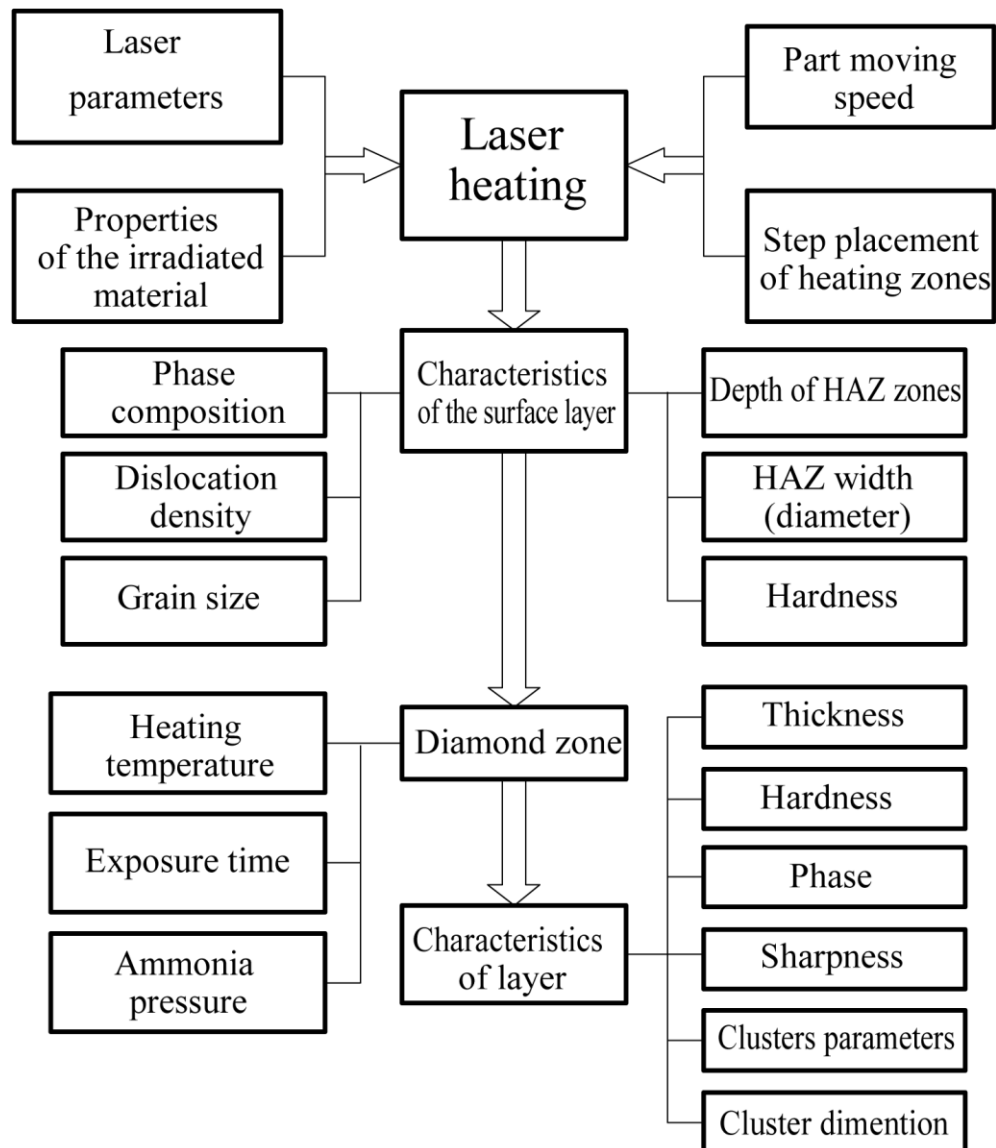 Laser
parameters
Part moving
speed
Laser
heating
Properties
of the irradiated
material
Step placement
of heating zones
Phase
composition
Characteristics
of the surface layer
Depth of HAZ zones
Dislocation
density
HAZ width
(diameter)
Grain size
Hardness
Heating
temperature
Diamond zone
Thickness
Hardness
Exposure time
Phase
Ammonia
pressure
Characteristics
of layer
Sharpness
Clusters parameters
Cluster dimention